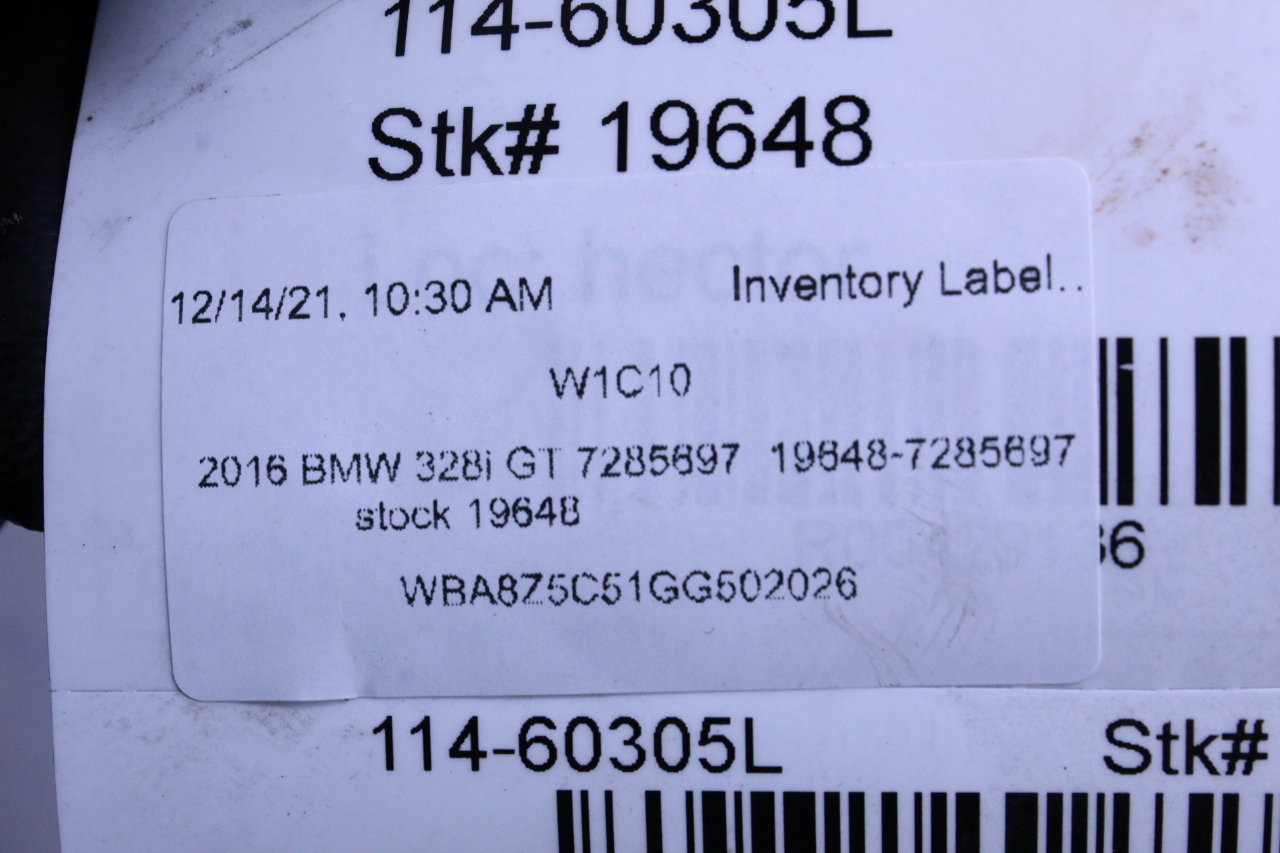 114-60305L
Stk# 19648
12/14/21, 10:30 AM Inventory Label..
W1C10
2016 BMW 328i GT 7285697 19648-7285697
stock 19648
WBA8Z5C51GG502026
114-60305L Stk#